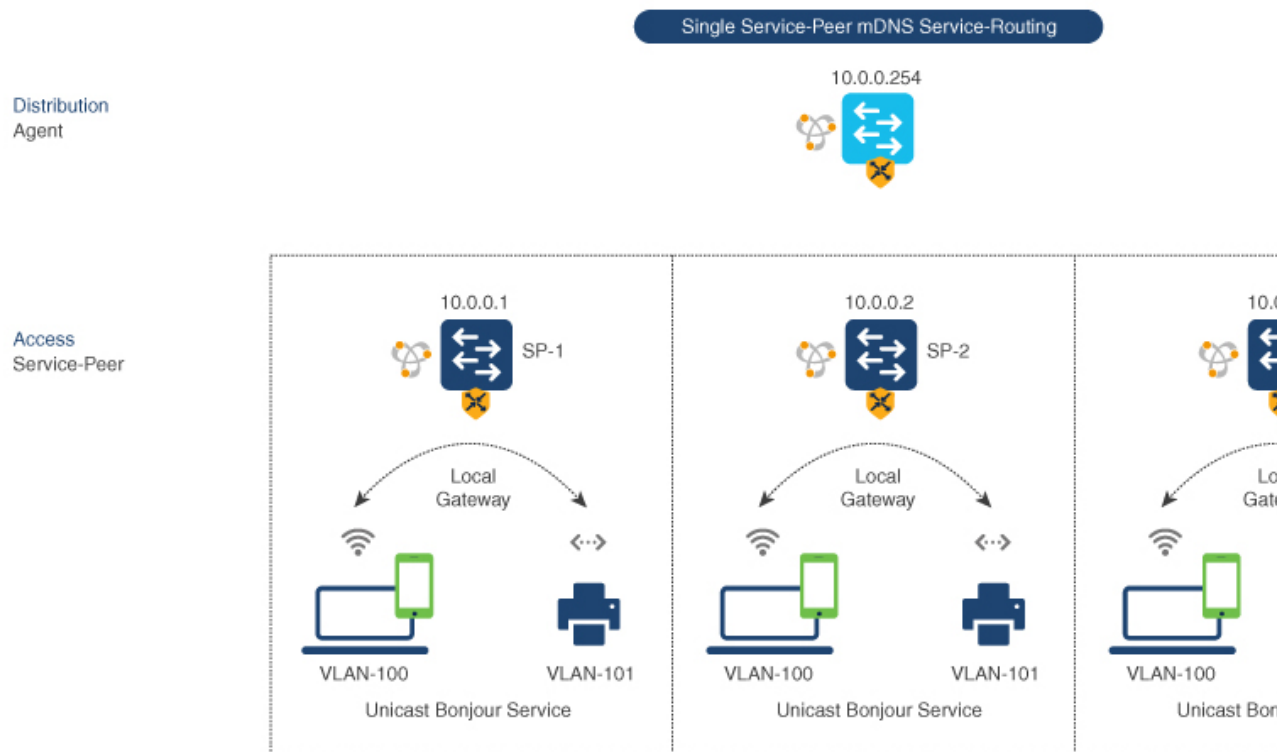 Single Service-Peer mDNS Service-Routing
10.0.0.254
Distribution
Agent
10.0.0.1
10.0.0.2
Access
Service-Peer
SP-1
SP-2
Local
Gateway
Local
Gateway
VLAN-100
VLAN-101
VLAN-100
VLAN-101
VLAN-100
Unicast Bonjour Service
Unicast Bonjour Service
Unicast